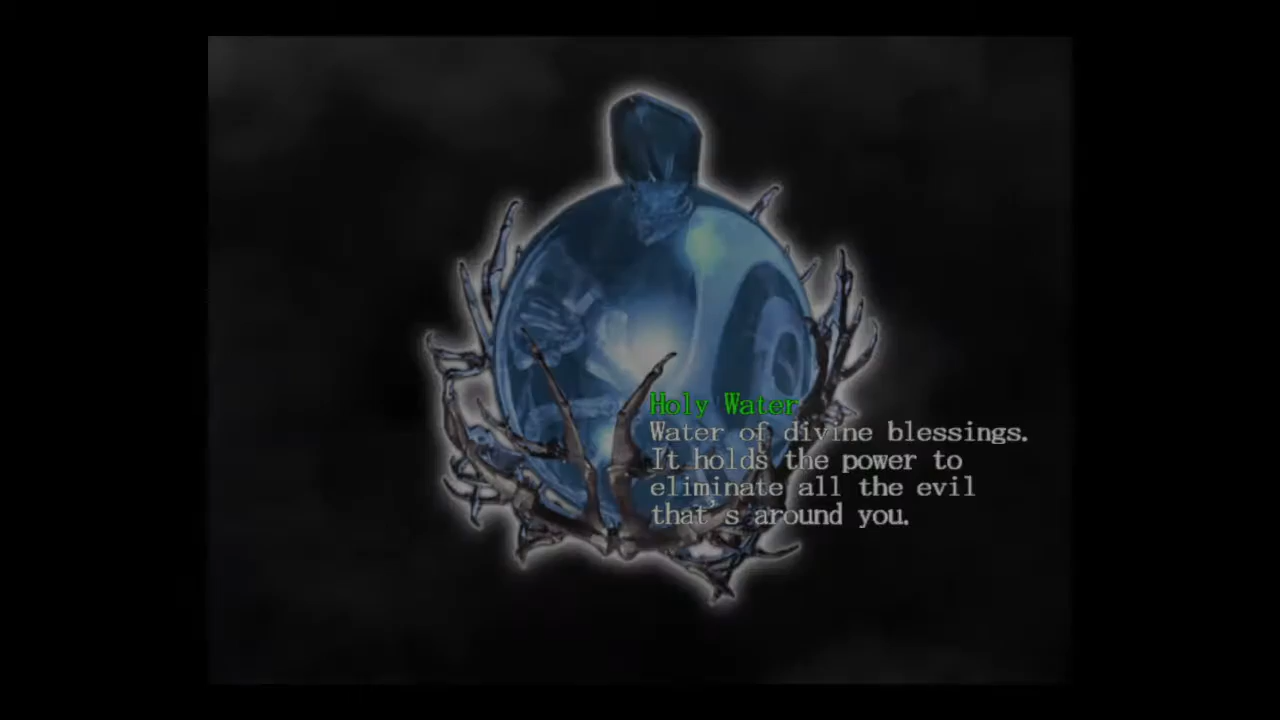 Holy Water
Water of divine blessings.
It holds the power to
eliminate all the evil
that's around you.